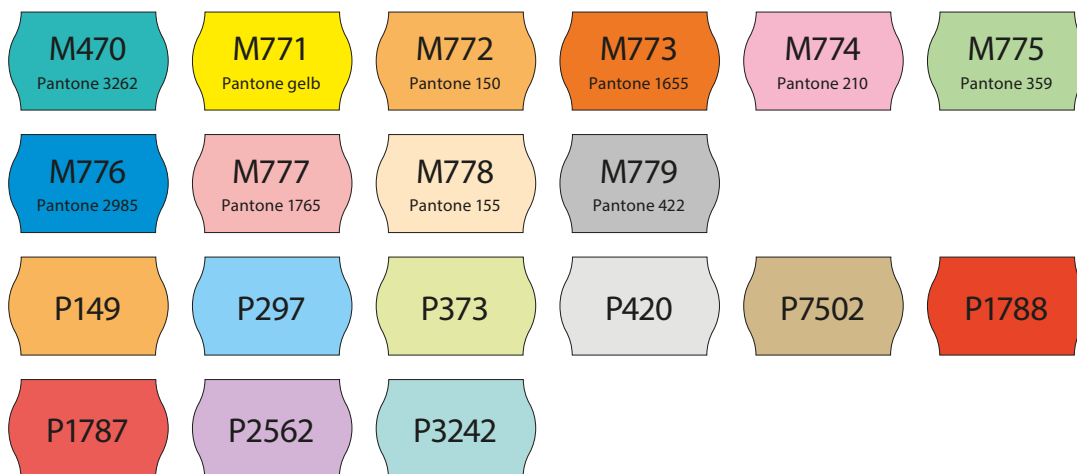 M470
Pantone 3262
M771
Pantone gelb
M772
Pantone 150
M773
Pantone 1655
M774
Pantone 210
M775
Pantone 359
M776
Pantone 2985
M777
Pantone 1765
M778
Pantone 155
M779
Pantone 422
P149
P297
P373
P420
P7502
P1788
P1787
P2562
P3242